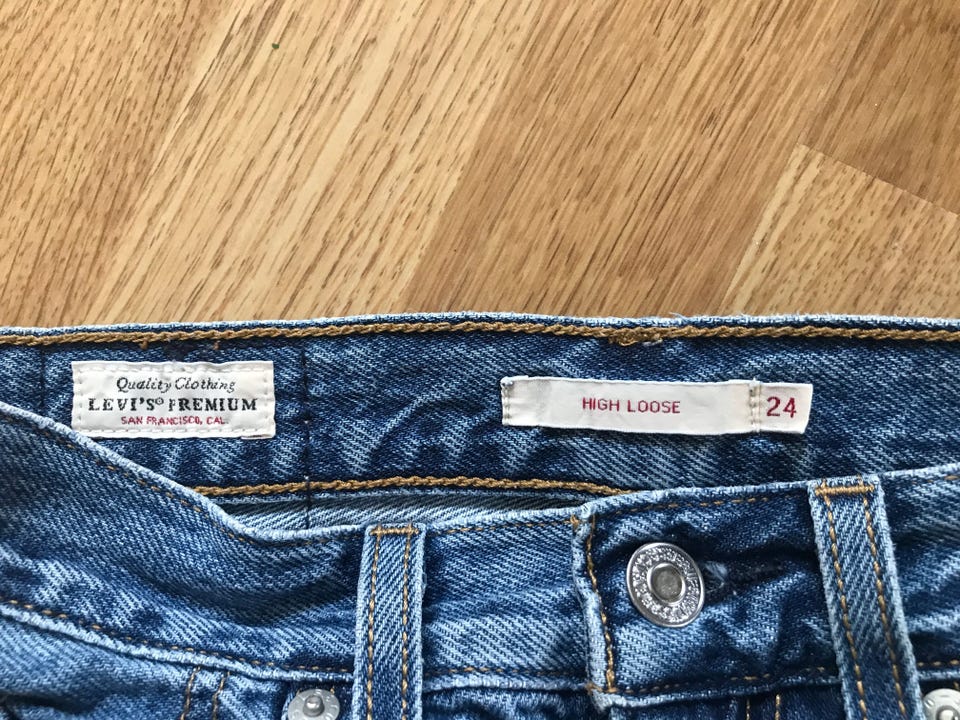 Quality Clothing
LEVI'S® PREMIUM
SAN FRANCISCO, CAL.
HIGH LOOSE 24